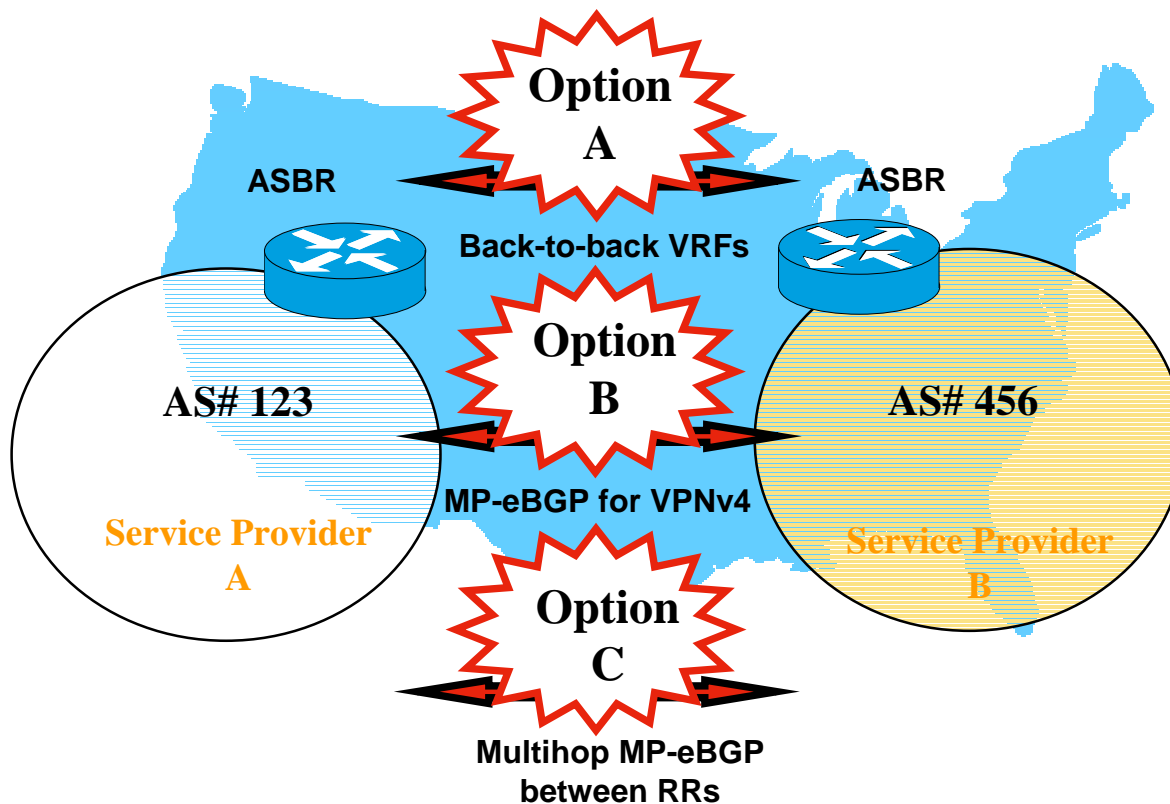 Option
A
ASBR
ASBR
Back-to-back VRFs
Option
B
AS# 123
AS# 456
MP-eBGP for VPNv4
Service Provider
A
Service Provider
B
Option
C
Multihop MP-eBGP
between RRs